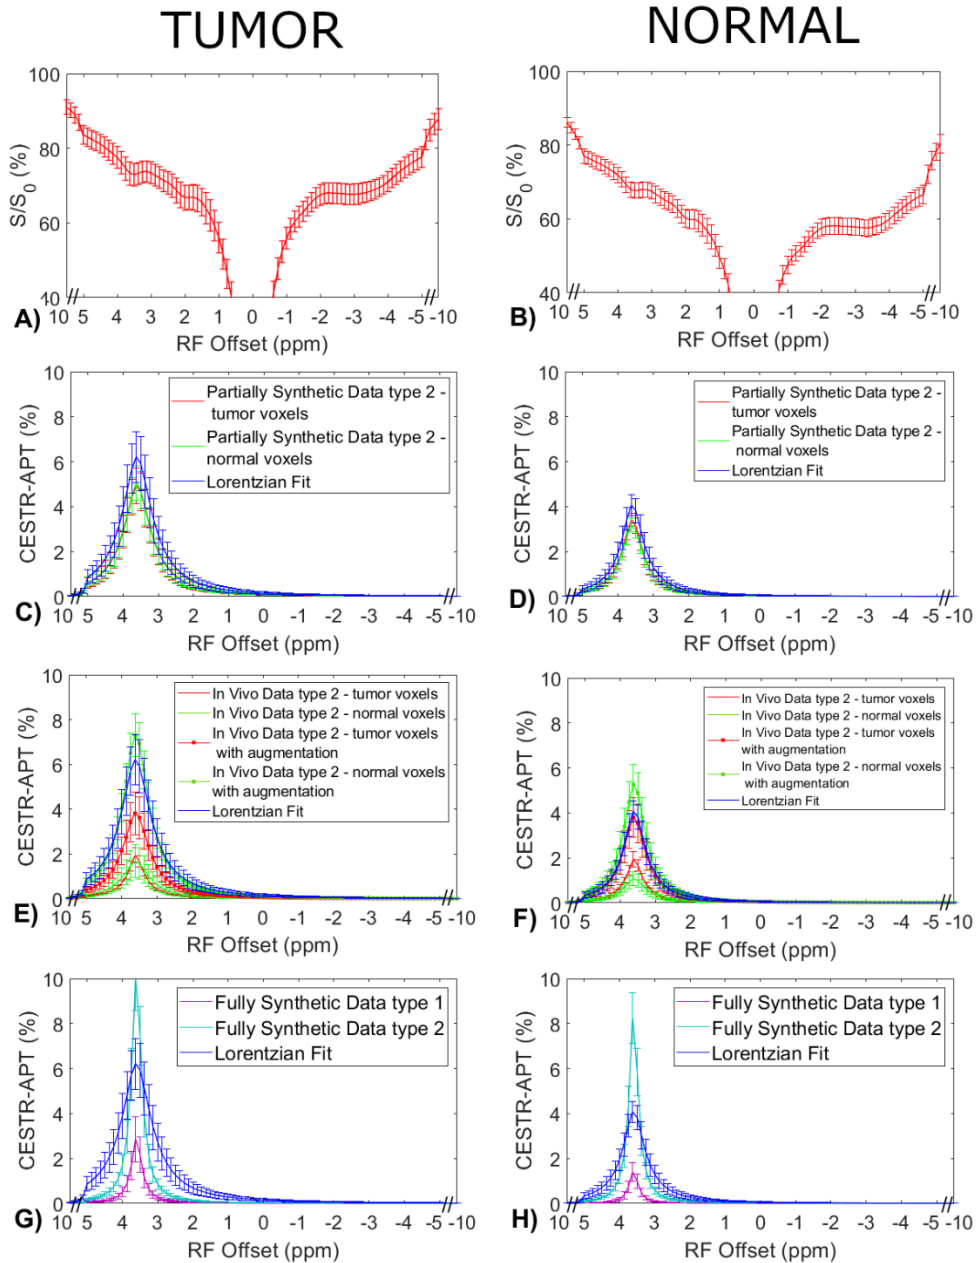 TUMOR
NORMAL
100
80
60
40
S/S0 (%)
10 5 4 3 2 1 0 -1 -2 -3 -4 -5 -10
RF Offset (ppm)
A)
100
80
60
40
S/S0 (%)
10 5 4 3 2 1 0 -1 -2 -3 -4 -5 -10
RF Offset (ppm)
B)
10
8
6
4
2
0
CESTR-APT (%)
Partially Synthetic Data type 2 -
tumor voxels
Partially Synthetic Data type 2 -
normal voxels
Lorentzian Fit
10 5 4 3 2 1 0 -1 -2 -3 -4 -5 -10
RF Offset (ppm)
C)
10
8
6
4
2
0
CESTR-APT (%)
Partially Synthetic Data type 2 -
tumor voxels
Partially Synthetic Data type 2 -
normal voxels
Lorentzian Fit
10 5 4 3 2 1 0 -1 -2 -3 -4 -5 -10
RF Offset (ppm)
D)
10
8
6
4
2
0
CESTR-APT (%)
In Vivo Data type 2 - tumor voxels
In Vivo Data type 2 - normal voxels
In Vivo Data type 2 - tumor voxels
with augmentation
In Vivo Data type 2 - normal voxels
with augmentation
Lorentzian Fit
10 5 4 3 2 1 0 -1 -2 -3 -4 -5 -10
RF Offset (ppm)
E)
10
8
6
4
2
0
CESTR-APT (%)
In Vivo Data type 2 - tumor voxels
In Vivo Data type 2 - normal voxels
In Vivo Data type 2 - tumor voxels
with augmentation
In Vivo Data type 2 - normal voxels
with augmentation
Lorentzian Fit
10 5 4 3 2 1 0 -1 -2 -3 -4 -5 -10
RF Offset (ppm)
F)
10
8
6
4
2
0
CESTR-APT (%)
Fully Synthetic Data type 1
Fully Synthetic Data type 2
Lorentzian Fit
10 5 4 3 2 1 0 -1 -2 -3 -4 -5 -10
RF Offset (ppm)
G)
10
8
6
4
2
0
CESTR-APT (%)
Fully Synthetic Data type 1
Fully Synthetic Data type 2
Lorentzian Fit
10 5 4 3 2 1 0 -1 -2 -3 -4 -5 -10
RF Offset (ppm)
H)